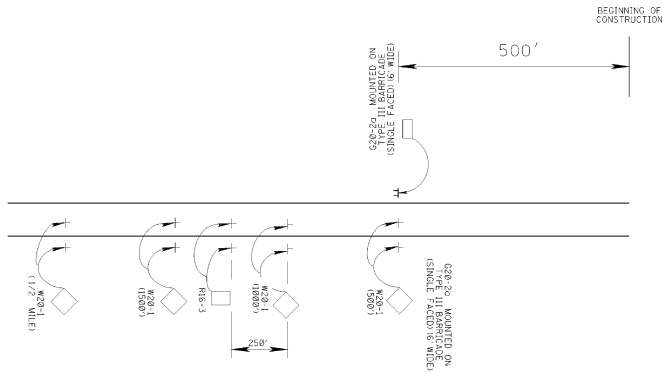 BEGINNING OF
CONSTRUCTION
500'
G20-2a MOUNTED ON
TYPE III BARRICADE
(SINGLE FACED)(6' WIDE)
W20-1
(1/2 MILE)
W20-1
(1500')
R16-3
W20-1
(1000')
250'
W20-1
(500')
G20-2a MOUNTED ON
TYPE III BARRICADE
(SINGLE FACED)(6' WIDE)